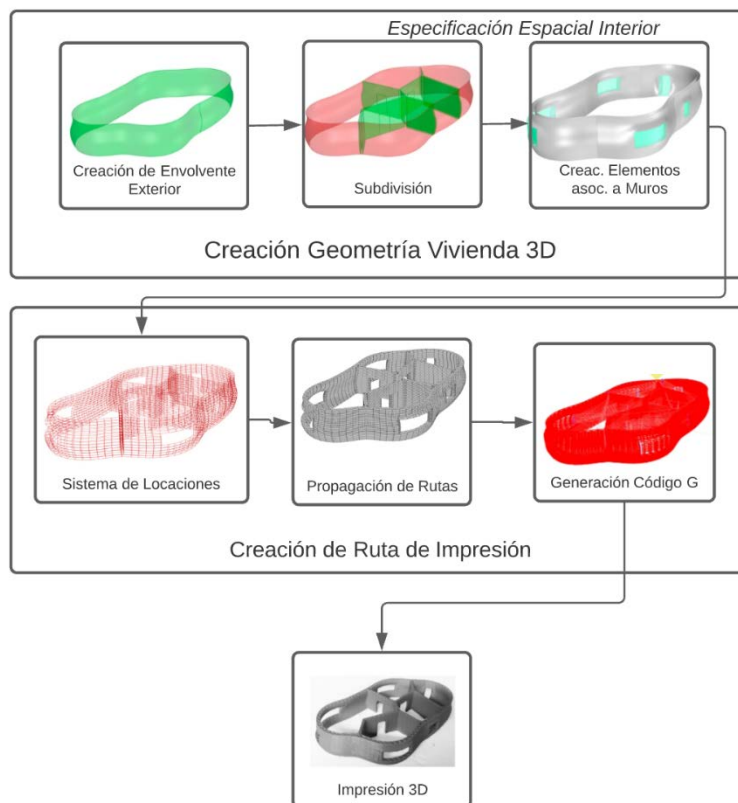 Especificación Espacial Interior
Creación de Envolvente
Exterior
Subdivisión
Creac. Elementos
asoc. a Muros
Creación Geometría Vivienda 3D
Sistema de Locaciones
Propagación de Rutas
Generación Código G
Creación de Ruta de Impresión
Impresión 3D